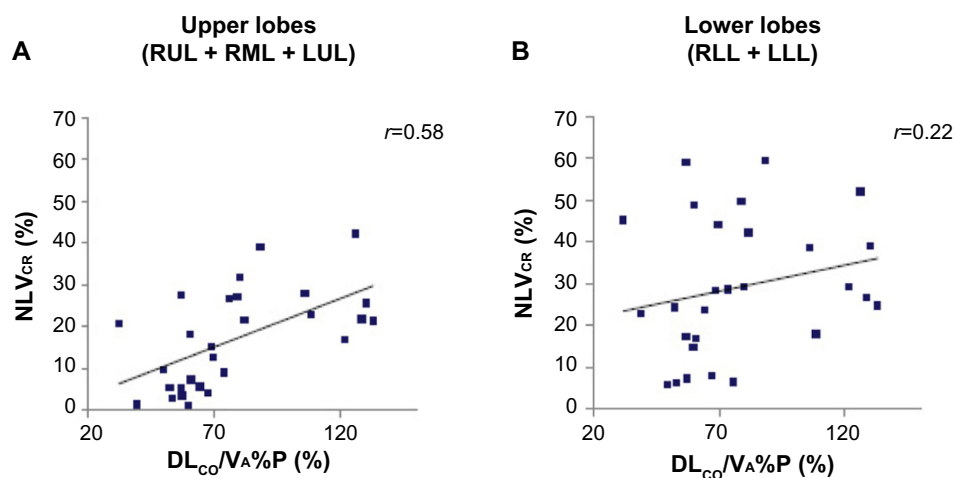 A
Upper lobes
(RUL + RML + LUL)
r=0.58
70
60
50
40
30
20
10
0
NLVCR (%)
20
70
120
DLCO/VA%P (%)
B
Lower lobes
(RLL + LLL)
r=0.22
70
60
50
40
30
20
10
0
NLVCR (%)
20
70
120
DLCO/VA%P (%)